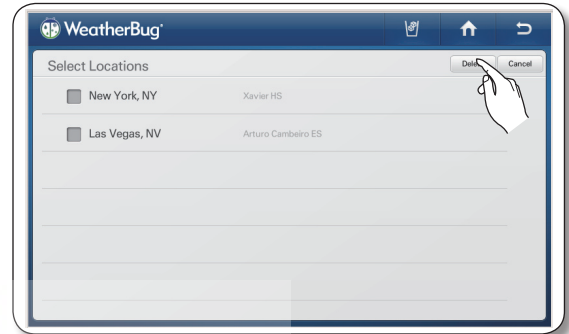 WeatherBug
Select Locations
Cancel
New York, NY
Xavier HS
Las Vegas, NV
Arturo Cambeiro ES